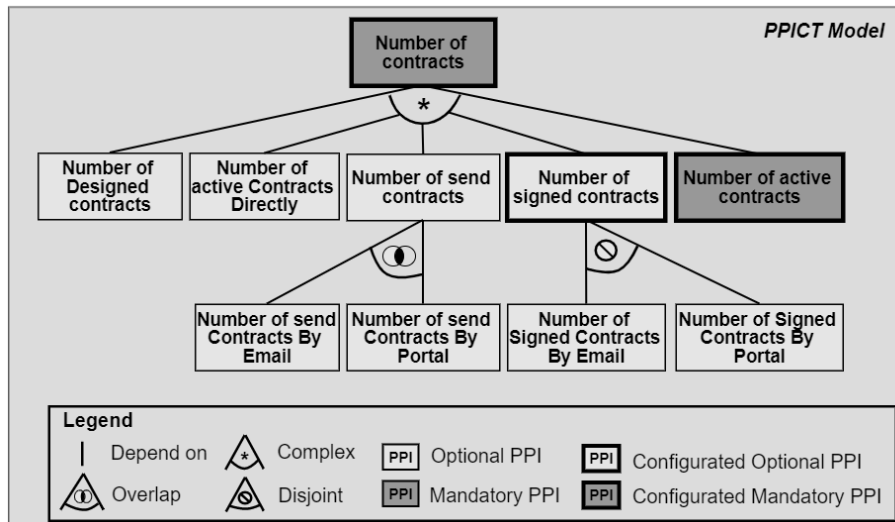 PPICT Model
Number of
contracts
*
Number of
Designed
contracts
Number of
active Contracts
Directly
Number of send
contracts
Number of
signed contracts
Number of active
contracts
Number of send
Contracts By
Email
Number of send
Contracts By
Portal
Number of
Signed Contracts
By Email
Number of Signed
Contracts By
Portal
Legend
Depend on
* Complex
PPI Optional PPI
PPI Configurated Optional PPI
Overlap
Disjoint
PPI Mandatory PPI
PPI Configurated Mandatory PPI